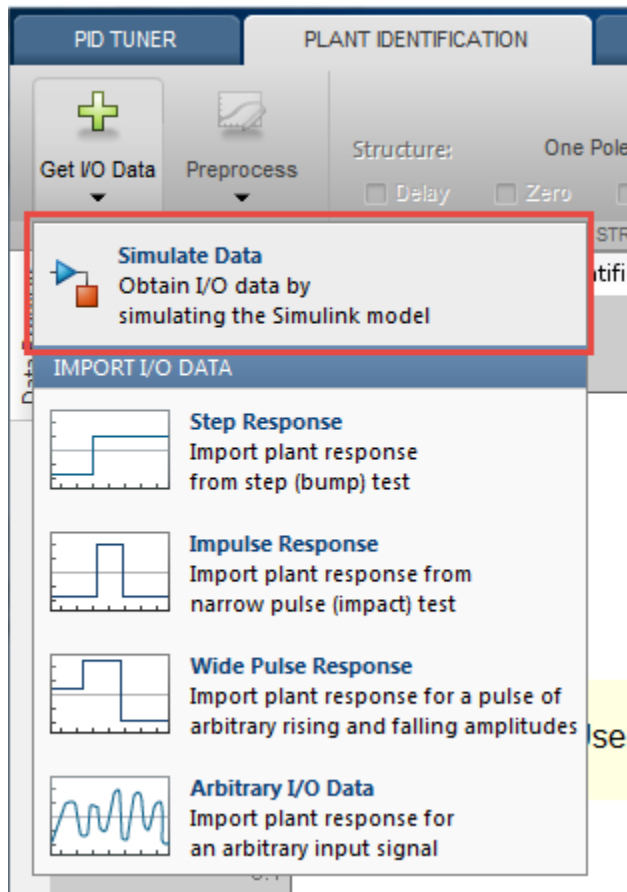 PID TUNER
PLANT IDENTIFICATION
Get I/O Data
Preprocess
Structure:
One Pole
Delay
Zero
STR
Simulate Data
Obtain I/O data by
simulating the Simulink model
IMPORT I/O DATA
Step Response
Import plant response
from step (bump) test
Impulse Response
Import plant response from
narrow pulse (impact) test
Wide Pulse Response
Import plant response for a pulse of
arbitrary rising and falling amplitudes
Arbitrary I/O Data
Import plant response for
an arbitrary input signal